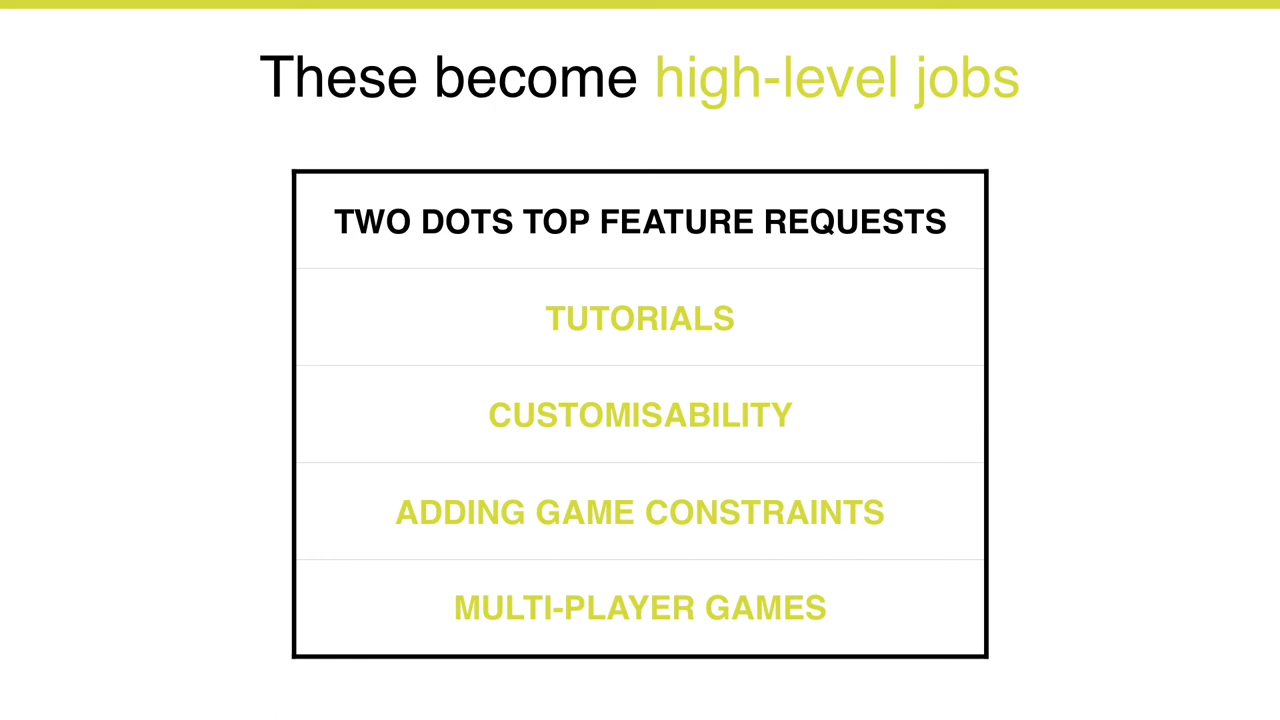 These become high-level jobs
TWO DOTS TOP FEATURE REQUESTS
TUTORIALS
CUSTOMISABILITY
ADDING GAME CONSTRAINTS
MULTI-PLAYER GAMES